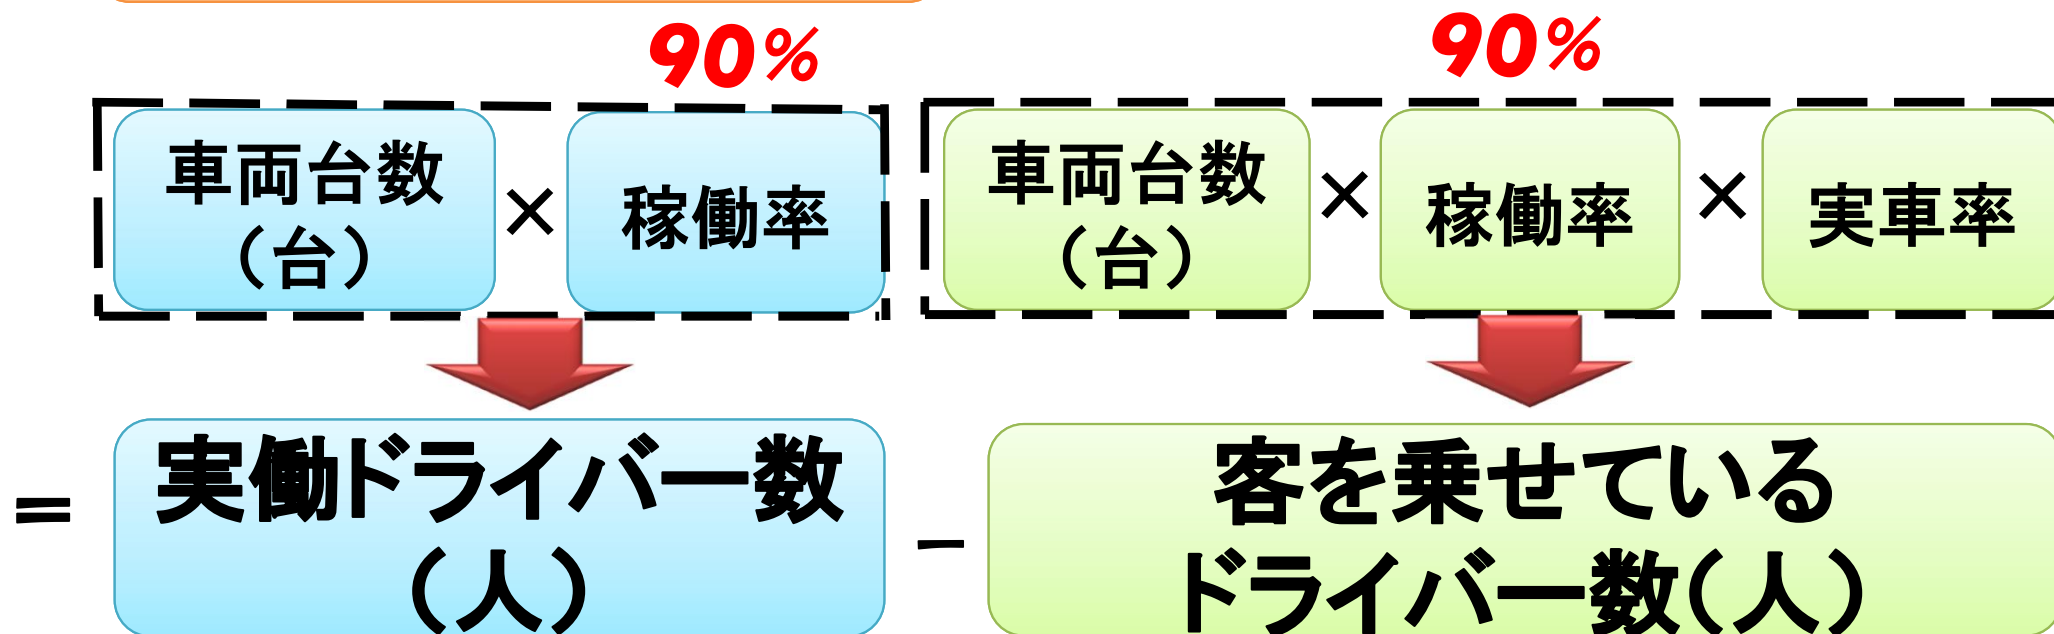 90%
90%
車両台数
（台）
×
稼働率
車両台数
（台）
×
稼働率
×
実車率
＝
実働ドライバー数
（人）
－
客を乗せている
ドライバー数（人）